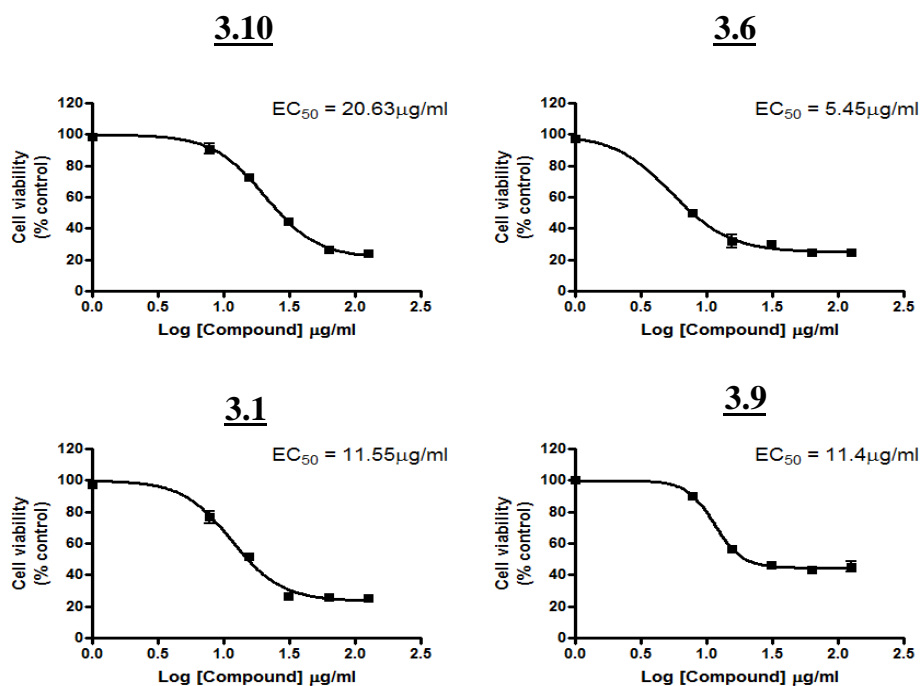 3.10
EC₅₀ = 20.63µg/ml
Cell viability
(% control)
120
100
80
60
40
20
0
0.0 0.5 1.0 1.5 2.0 2.5
Log [Compound] µg/ml
3.6
EC₅₀ = 5.45µg/ml
Cell viability
(% control)
120
100
80
60
40
20
0
0.0 0.5 1.0 1.5 2.0 2.5
Log [Compound] µg/ml
3.1
EC₅₀ = 11.55µg/ml
Cell viability
(% control)
120
100
80
60
40
20
0
0.0 0.5 1.0 1.5 2.0 2.5
Log [Compound] µg/ml
3.9
EC₅₀ = 11.4µg/ml
Cell viability
(% control)
120
100
80
60
40
20
0
0.0 0.5 1.0 1.5 2.0 2.5
Log [Compound] µg/ml